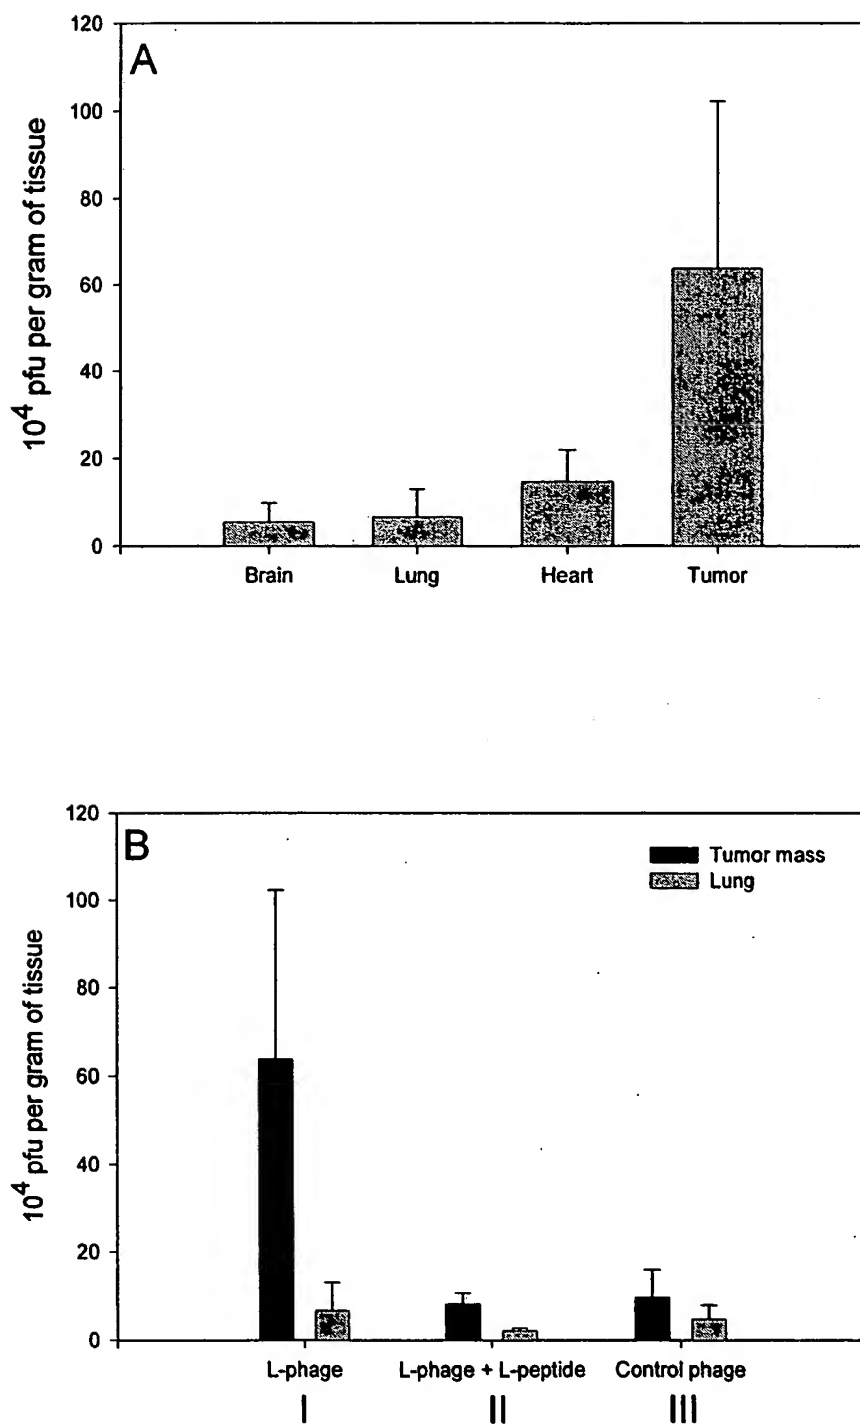 A
10⁴ pfu per gram of tissue
120
100
80
60
40
20
0
Brain Lung Heart Tumor
B
10⁴ pfu per gram of tissue
120
100
80
60
40
20
0
Tumor mass
Lung
L-phage L-phage + L-peptide Control phage
I II III